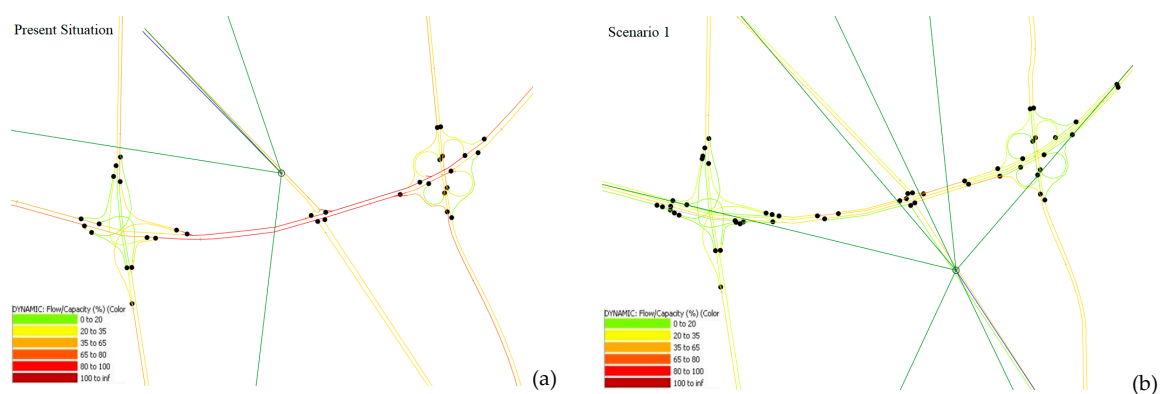 Present Situation
DYNAMIC: Flow/Capacity (%) (Color
0 to 20
20 to 35
35 to 65
65 to 80
80 to 100
100 to inf
(a)
Scenario 1
DYNAMIC: Flow/Capacity (%) (Color
0 to 20
20 to 35
35 to 65
65 to 80
80 to 100
100 to inf
(b)